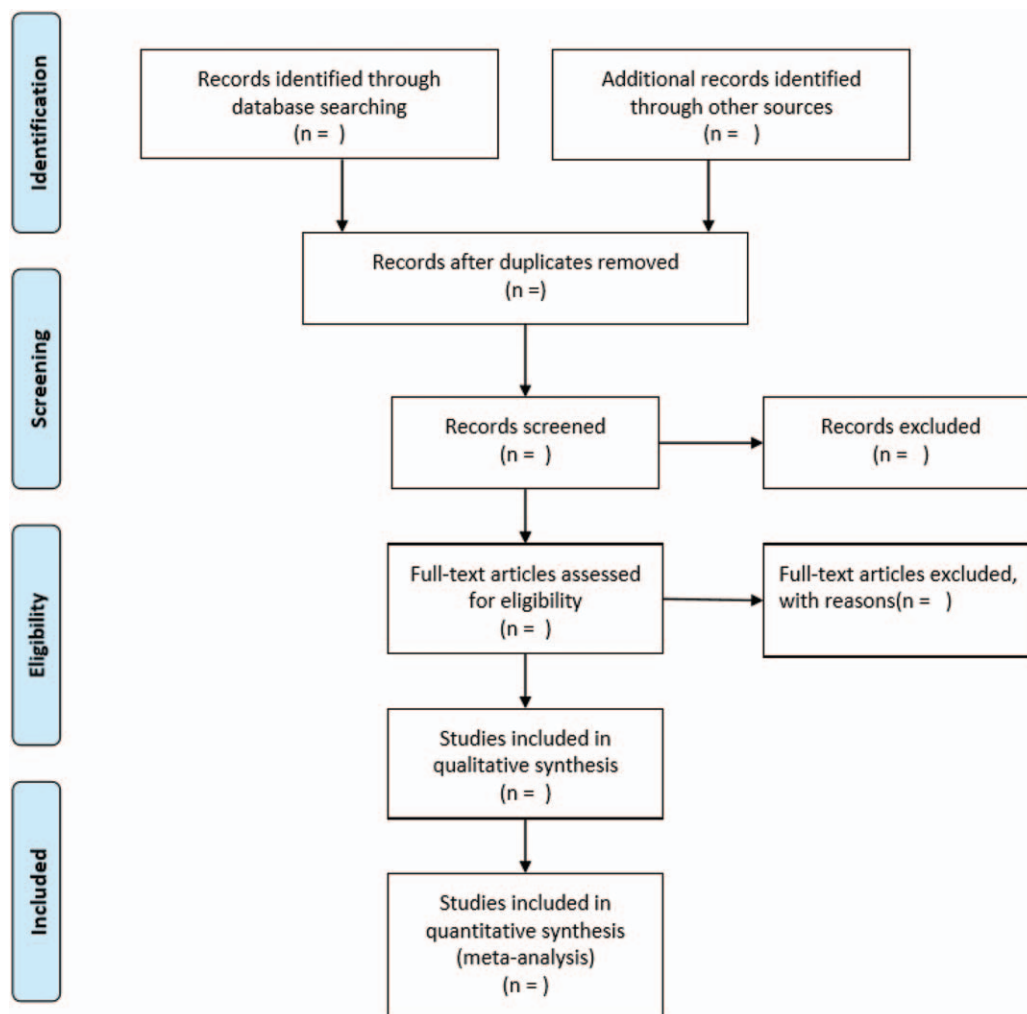 Identification
Records identified through
database searching
(n =  )
Additional records identified
through other sources
(n =  )
Records after duplicates removed
(n =)
Screening
Records screened
(n =  )
Records excluded
(n =  )
Eligibility
Full-text articles assessed
for eligibility
(n =  )
Full-text articles excluded,
with reasons(n =  )
Studies included in
qualitative synthesis
(n =  )
Included
Studies included in
quantitative synthesis
(meta-analysis)
(n = )